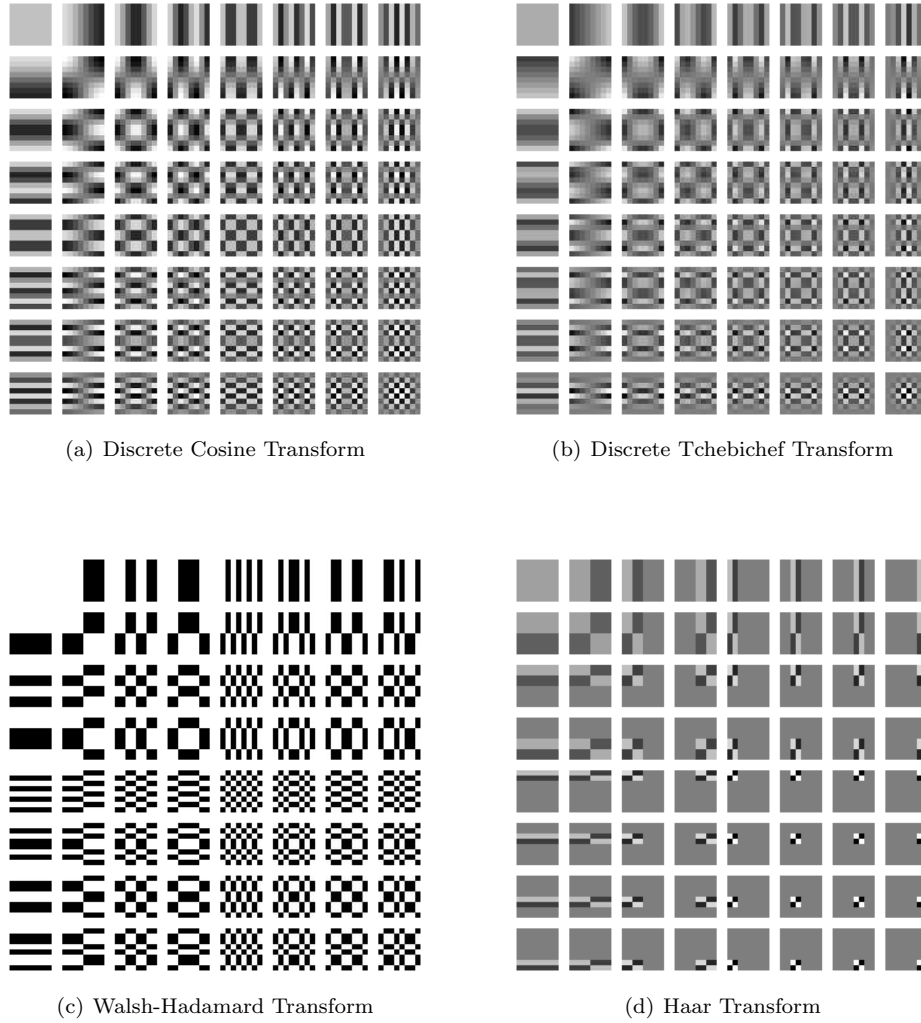 (a) Discrete Cosine Transform
(b) Discrete Tchebichef Transform
(c) Walsh-Hadamard Transform
(d) Haar Transform